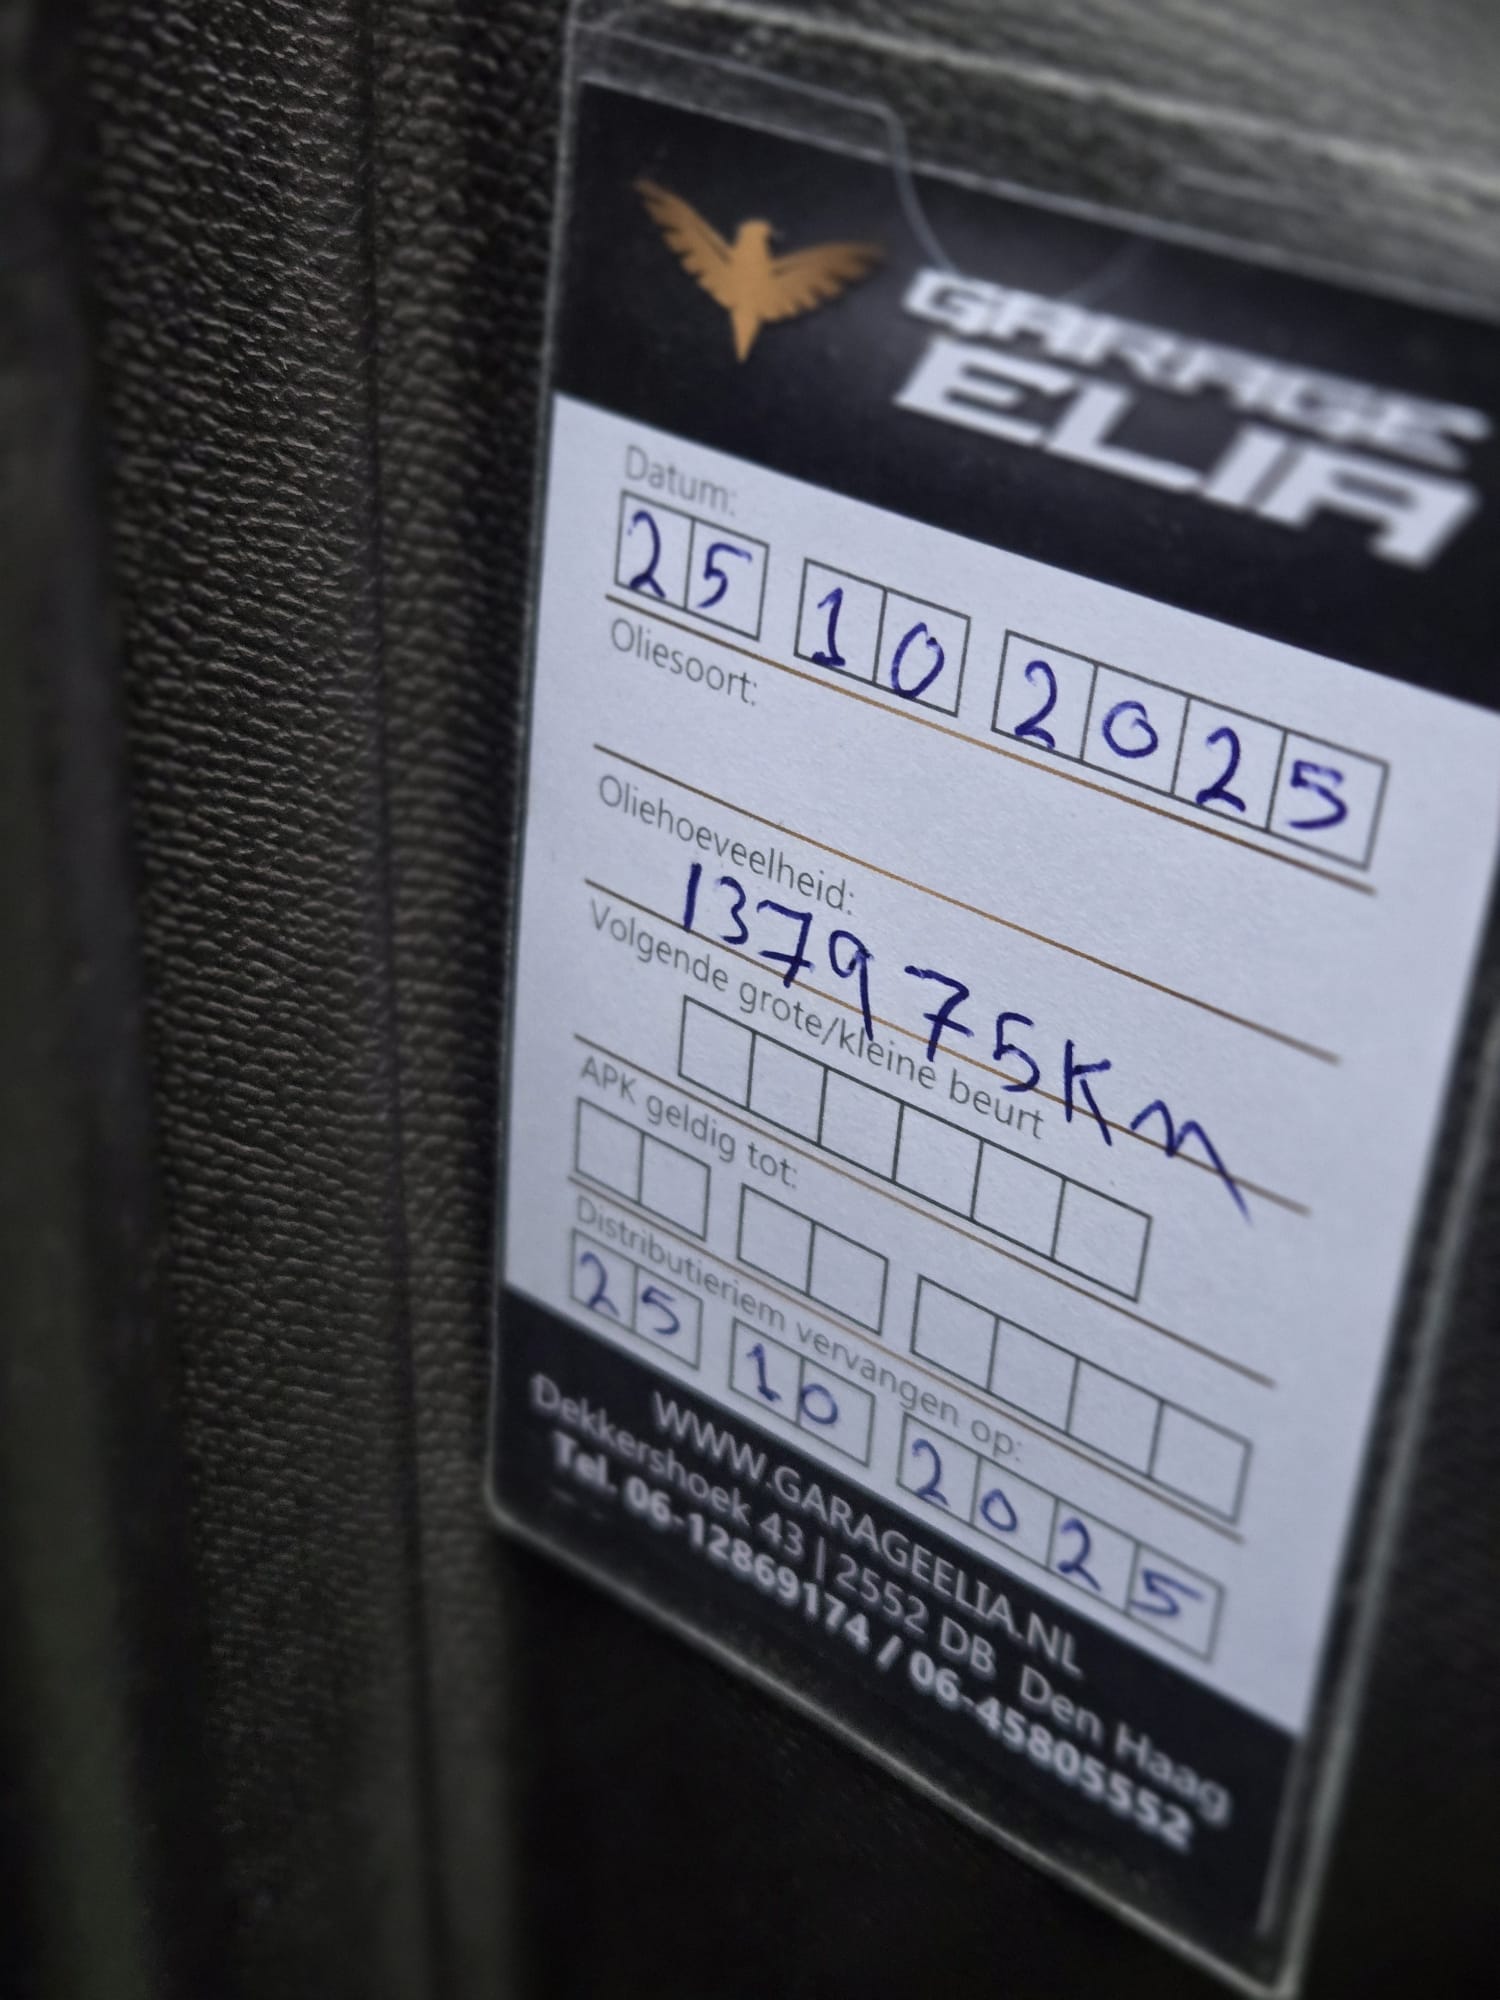 GARAGE
ELIA
Datum:
25 10 2025
Oliesoort:
Oliehoeveelheid:
137975KM
Volgende grote/kleine beurt
APK geldig tot:
Distributieriem vervangen op:
25 10 2025
WWW.GARAGEELIA.NL
Dekkershoek 43 | 2552 DB Den Haag
Tel. 06-12869174 / 06-45805552